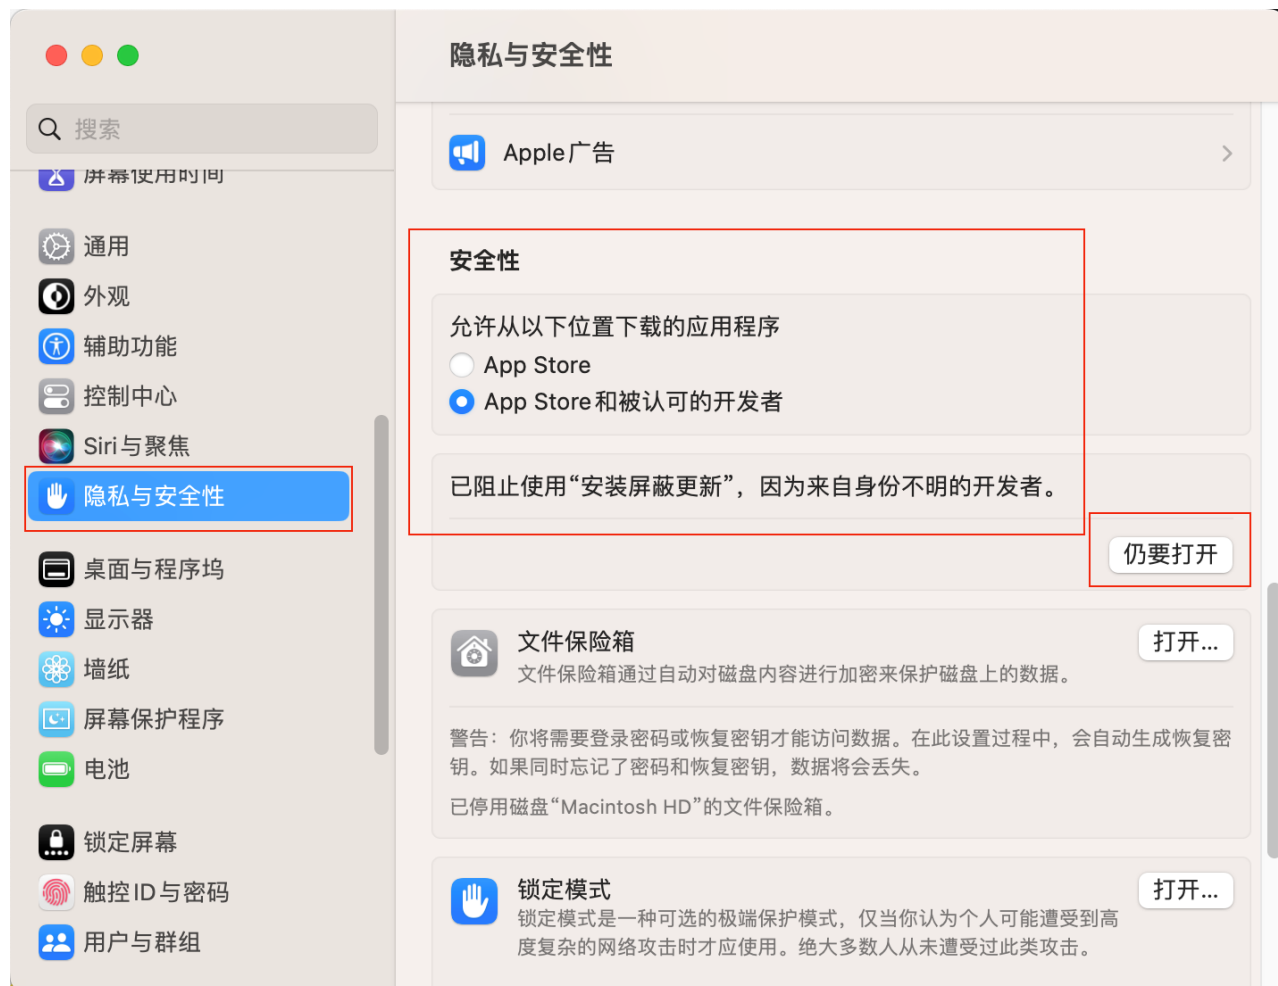 隐私与安全性
搜索
屏幕使用时间
通用
外观
辅助功能
控制中心
Siri与聚焦
隐私与安全性
桌面与程序坞
显示器
墙纸
屏幕保护程序
电池
锁定屏幕
触控ID与密码
用户与群组
Apple广告
安全性
允许从以下位置下载的应用程序
App Store
App Store和被认可的开发者
已阻止使用“安装屏蔽更新”，因为来自身份不明的开发者。
仍要打开
文件保险箱
打开...
文件保险箱通过自动对磁盘内容进行加密来保护磁盘上的数据。
警告：你将需要登录密码或恢复密钥才能访问数据。在此设置过程中，会自动生成恢复密
钥。如果同时忘记了密码和恢复密钥，数据将会丢失。
已停用磁盘“Macintosh HD”的文件保险箱。
锁定模式
打开...
锁定模式是一种可选的极端保护模式，仅当你认为个人可能遭受到高
度复杂的网络攻击时才应使用。绝大多数人从未遭受过此类攻击。